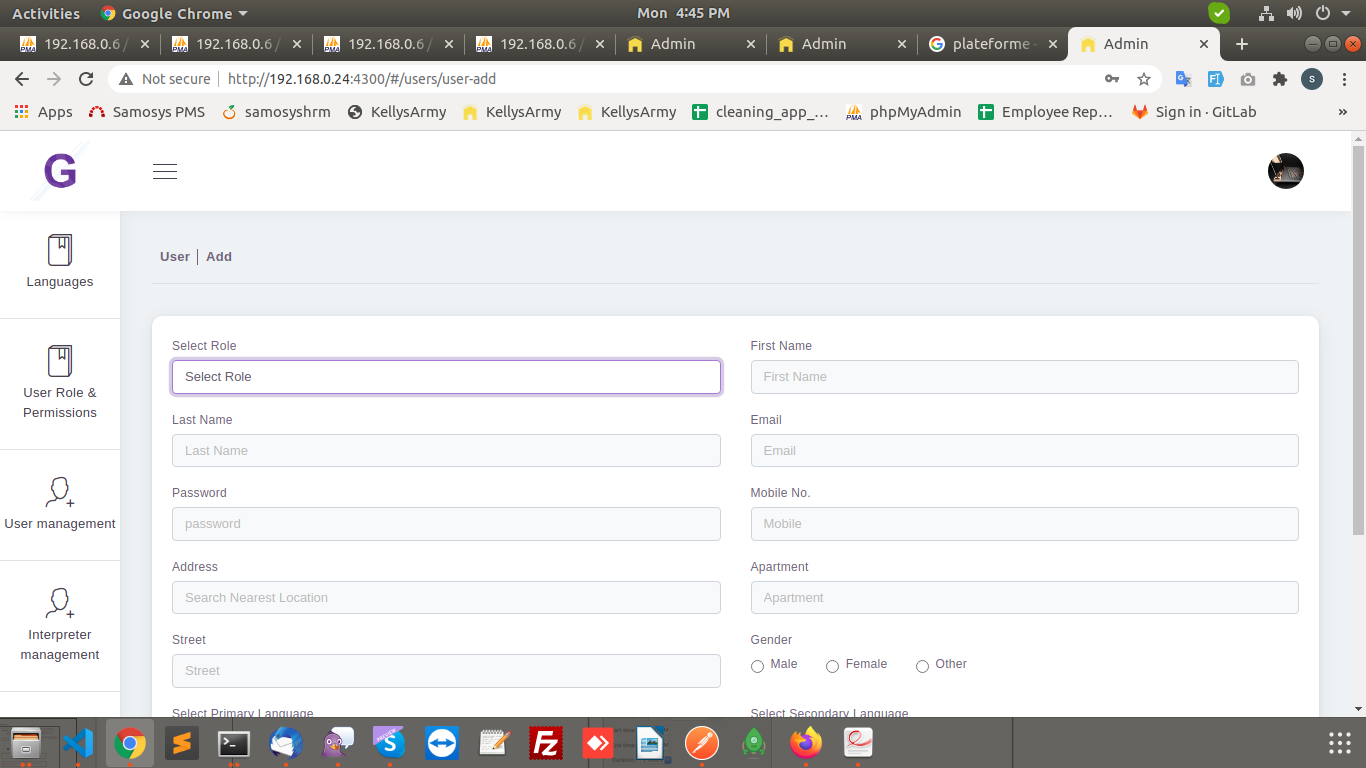 Activities Google Chrome Mon 4:45 PM
192.168.0.6 / 192.168.0.6 / 192.168.0.6 / 192.168.0.6 / Admin Admin plateforme - Admin
Not secure http://192.168.0.24:4300/#/users/user-add S
Apps Samosys PMS samosyshrm KellysArmy KellysArmy KellysArmy cleaning_app_... phpMyAdmin Employee Rep... Sign in · GitLab »
G
User Add
Languages
User Role &
Permissions
User management
Interpreter
management
Select Role
Select Role
First Name
First Name
Last Name
Last Name
Email
Email
Password
password
Mobile No.
Mobile
Address
Search Nearest Location
Apartment
Apartment
Street
Street
Gender
Male Female Other
Select Primary Language
Select Secondary Language